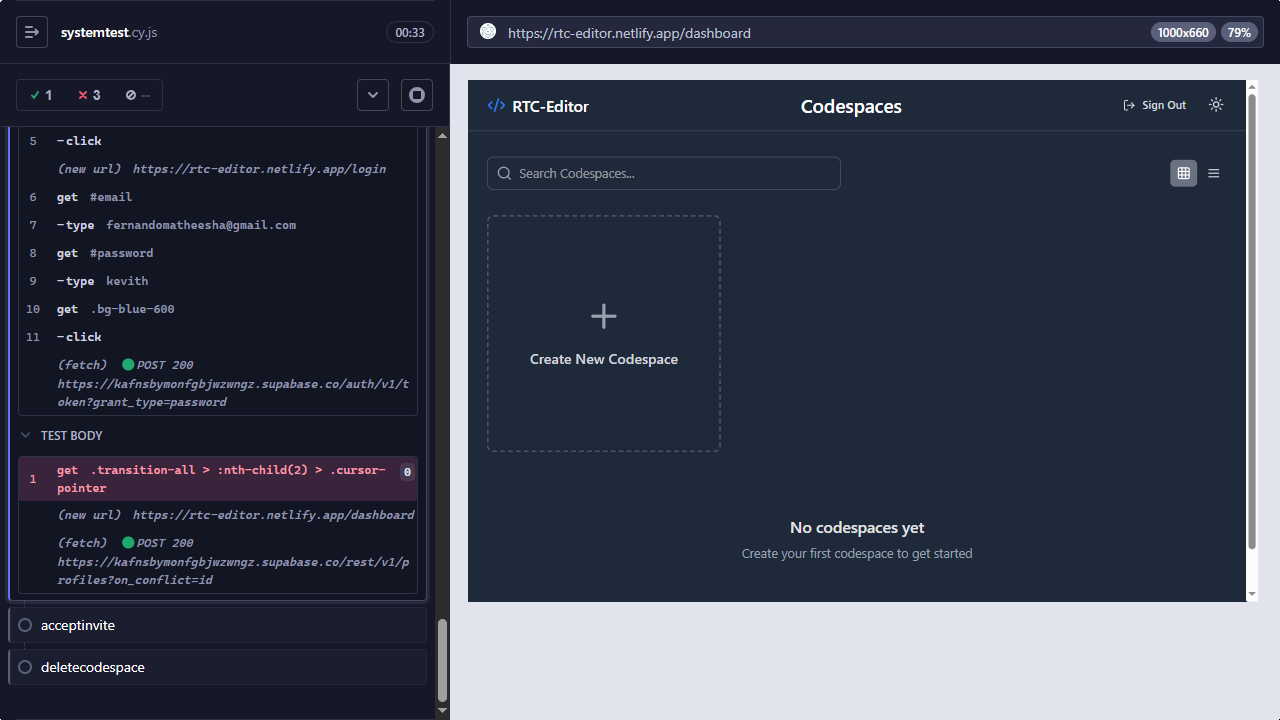 systemtest.cy.js
00:33
1
3
--
5 -click
(new url) https://rtc-editor.netlify.app/login
6 get #email
7 -type fernandomatheesha@gmail.com
8 get #password
9 -type kevith
10 get .bg-blue-600
11 -click
(fetch) POST 200
https://kafnsbymonfgbjwzwngz.supabase.co/auth/v1/t
oken?grant_type=password
TEST BODY
1 get .transition-all > :nth-child(2) > .cursor-
pointer
0
(new url) https://rtc-editor.netlify.app/dashboard
(fetch) POST 200
https://kafnsbymonfgbjwzwngz.supabase.co/rest/v1/p
rofiles?on_conflict=id
acceptinvite
deletecodespace
https://rtc-editor.netlify.app/dashboard
1000x660
79%
</> RTC-Editor
Codespaces
Sign Out
Search Codespaces...
Create New Codespace
No codespaces yet
Create your first codespace to get started